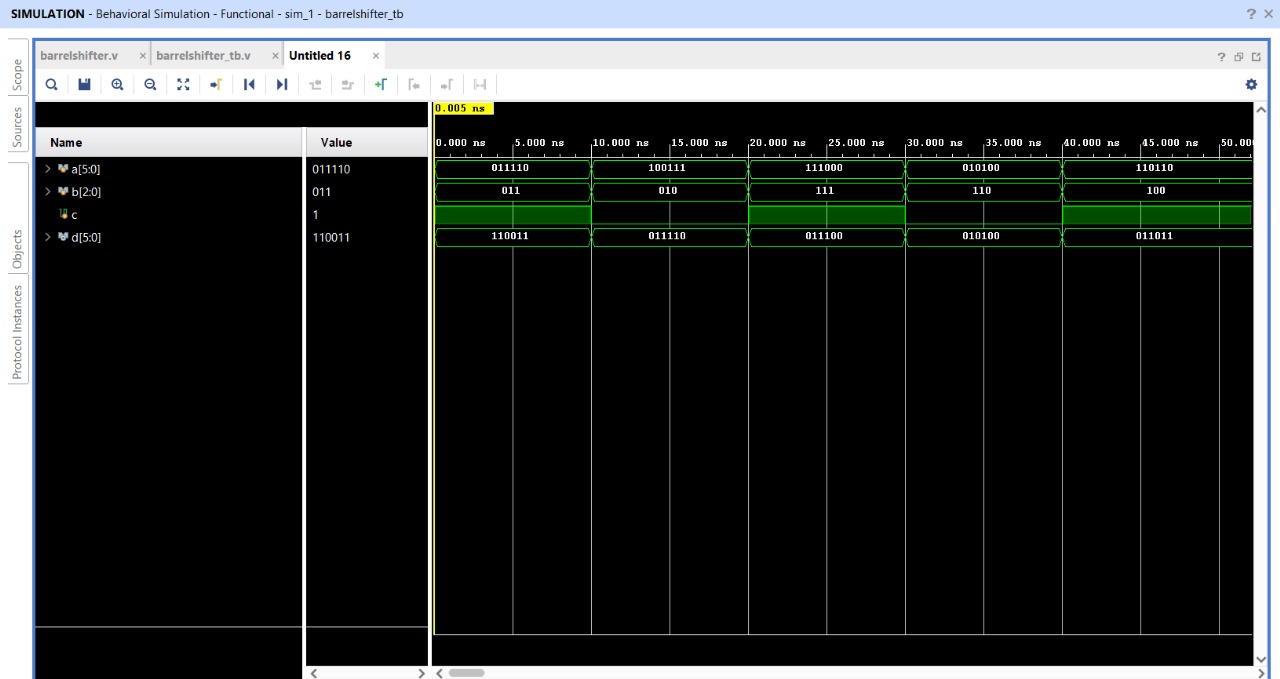 SIMULATION - Behavioral Simulation - Functional - sim_1 - barrelshifter_tb ? ×
Scope
Sources
Objects
Protocol Instances
barrelshifter.v × barrelshifter_tb.v × Untitled 16 × ?
0.005 ns
Name Value 0.000 ns 5.000 ns 10.000 ns 15.000 ns 20.000 ns 25.000 ns 30.000 ns 35.000 ns 40.000 ns 45.000 ns 50.00
a[5:0] 011110 011110 100111 111000 010100 110110
b[2:0] 011 011 010 111 110 100
c 1
d[5:0] 110011 110011 011110 011100 010100 011011